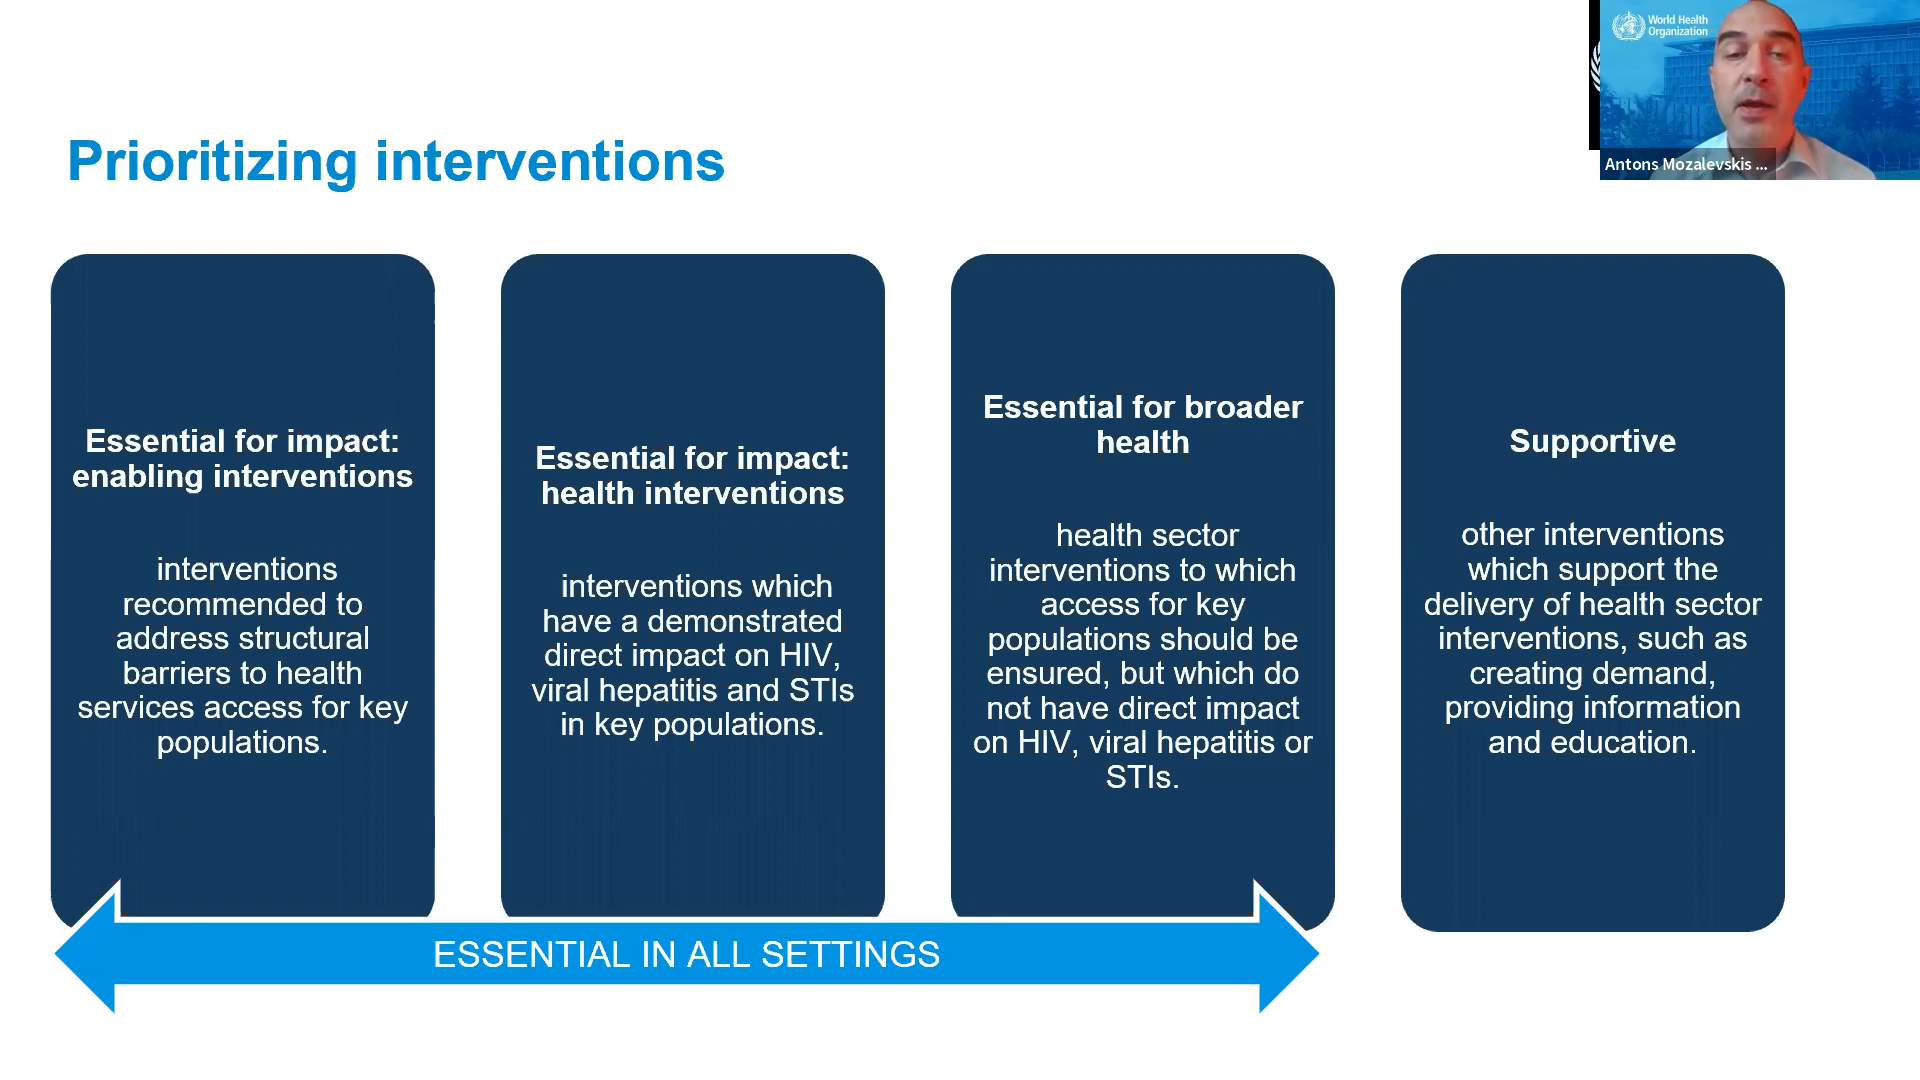 World Health
Organization
Antons Mozalevskis ...
Prioritizing interventions
Essential for impact:
enabling interventions
interventions
recommended to
address structural
barriers to health
services access for key
populations.
Essential for impact:
health interventions
interventions which
have a demonstrated
direct impact on HIV,
viral hepatitis and STIs
in key populations.
Essential for broader
health
health sector
interventions to which
access for key
populations should be
ensured, but which do
not have direct impact
on HIV, viral hepatitis or
STIs.
Supportive
other interventions
which support the
delivery of health sector
interventions, such as
creating demand,
providing information
and education.
ESSENTIAL IN ALL SETTINGS